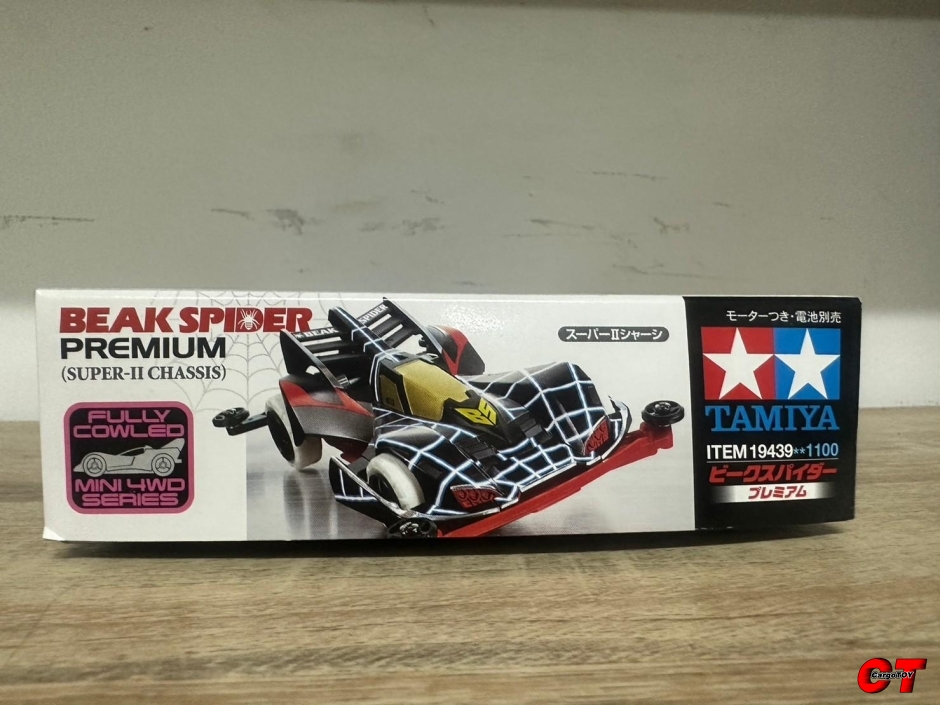 BEAK SPIDER
PREMIUM
(SUPER-II CHASSIS)
FULLY
COWLED
MINI 4WD
SERIES
BEAK SPIDER
BS
スーパーIIシャーシ
モーターつき・電池別売
TAMIYA
ITEM 19439**1100
ビークスパイダー
プレミアム
CT
CargoTOY